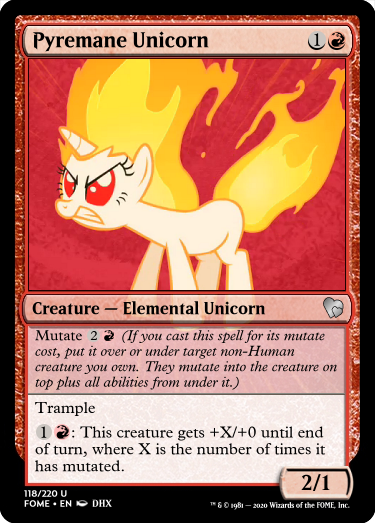 Pyremane Unicorn 1
Creature — Elemental Unicorn
Mutate 2 (If you cast this spell for its mutate
cost, put it over or under target non-Human
creature you own. They mutate into the creature on
top plus all abilities from under it.)
Trample
1 : This creature gets +X/+0 until end
of turn, where X is the number of times it
has mutated.
2/1
118/220 U
FOME • EN DHX
™ & © 1981 — 2020 Wizards of the FOME, Inc.